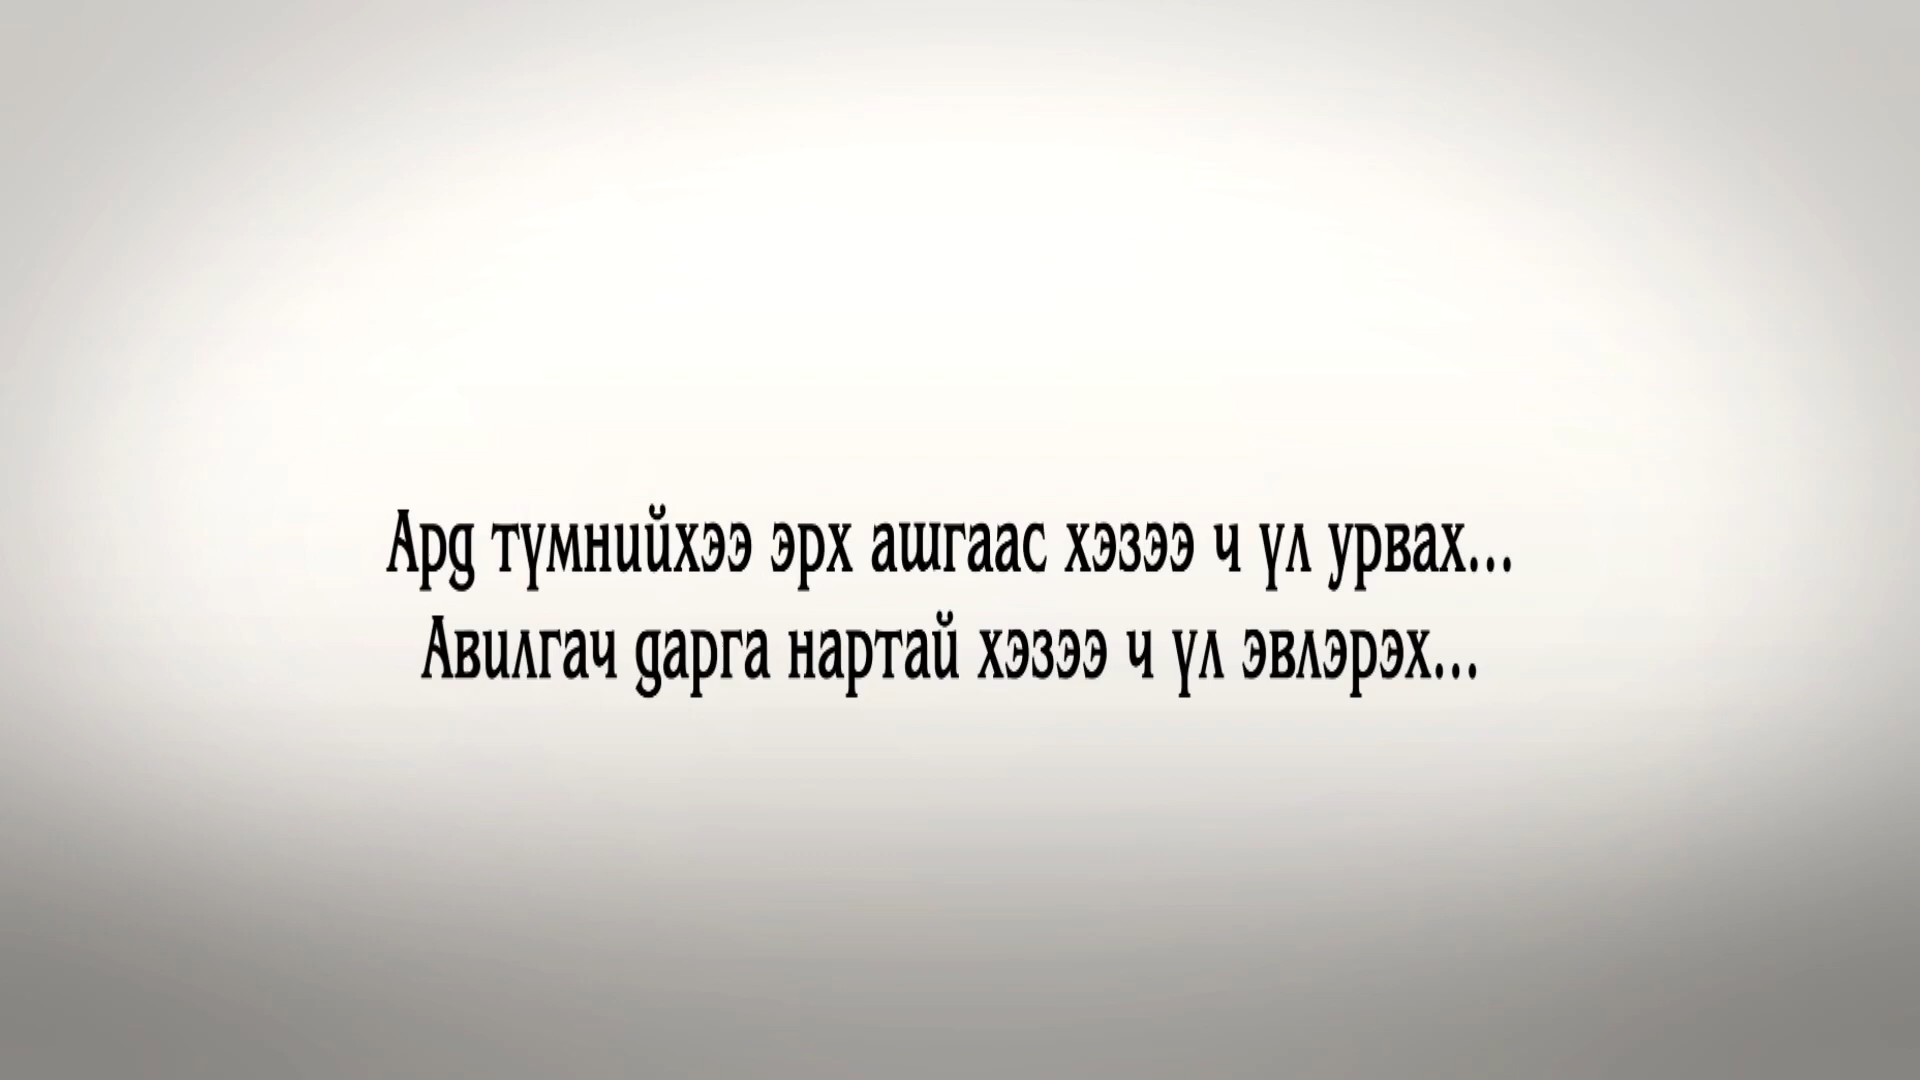 Ард түмнийхээ эрх ашгаас хэзээ ч үл урвах...
Авилгач дарга нартай хэзээ ч үл эвлэрэх...